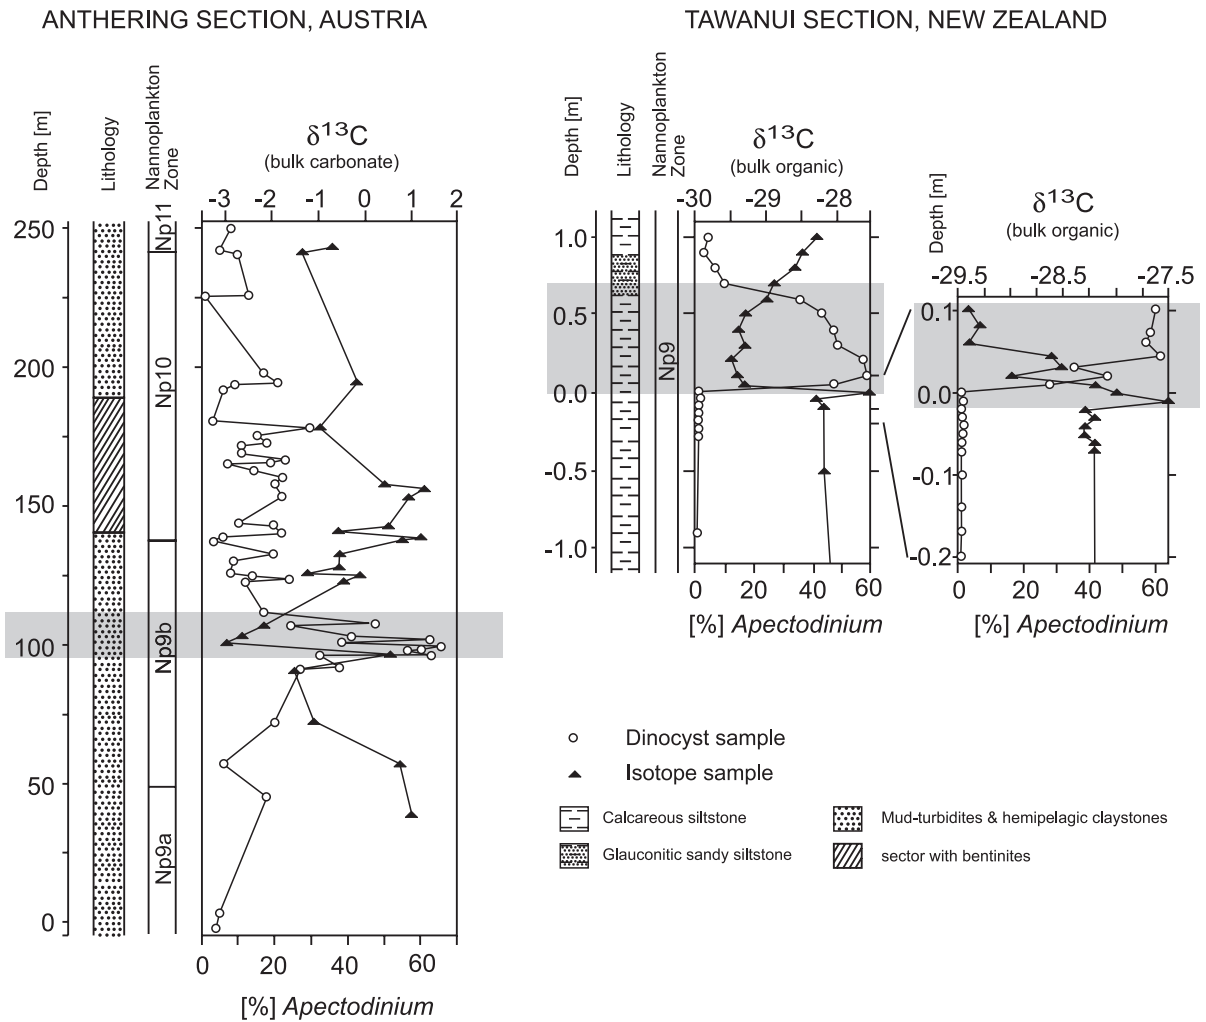 ANTHERING SECTION, AUSTRIA
TAWANUI SECTION, NEW ZEALAND
Depth [m]
Lithology
Nannoplankton
Zone
δ13C
(bulk carbonate)
-3 -2 -1 0 1 2
250
200
150
100
50
0
Np11
Np10
Np9b
Np9a
0 20 40 60
[%] Apectodinium
Depth [m]
Lithology
Nannoplankton
Zone
δ13C
(bulk organic)
-30 -29 -28
1.0
0.5
0.0
-0.5
-1.0
Np9
0 20 40 60
[%] Apectodinium
Depth [m]
δ13C
(bulk organic)
-29.5 -28.5 -27.5
0.1
0.0
-0.1
-0.2
0 20 40 60
[%] Apectodinium
Dinocyst sample
Isotope sample
Calcareous siltstone
Mud-turbidites & hemipelagic claystones
Glauconitic sandy siltstone
sector with bentinites